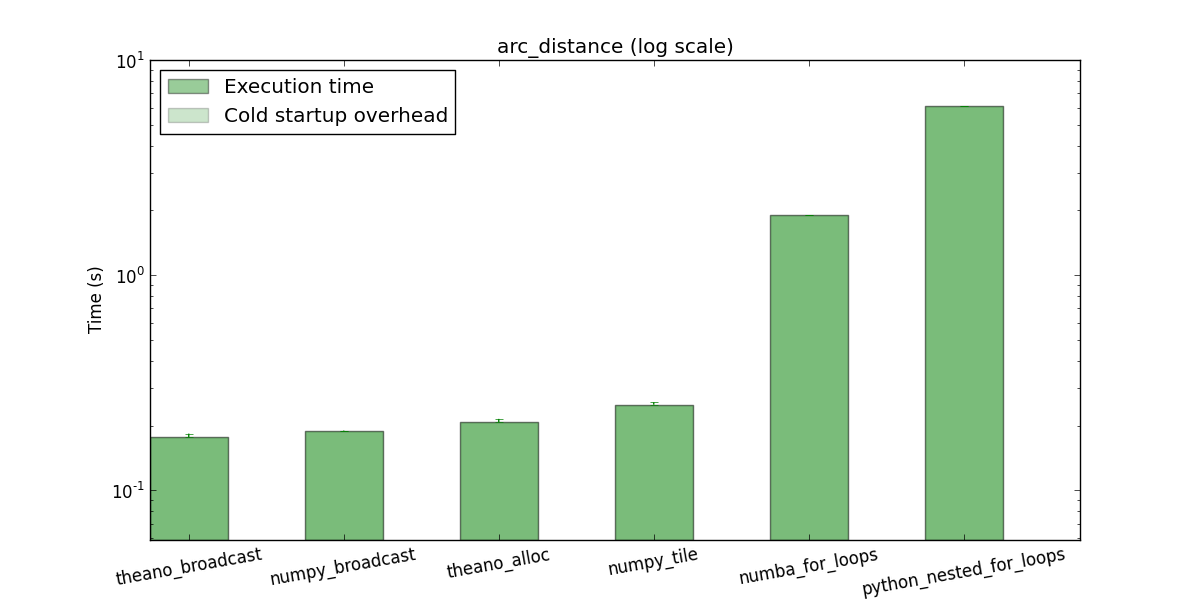 arc_distance (log scale)
10^1
Execution time
Cold startup overhead
10^0
Time (s)
10^-1
theano_broadcast
numpy_broadcast
theano_alloc
numpy_tile
numba_for_loops
python_nested_for_loops